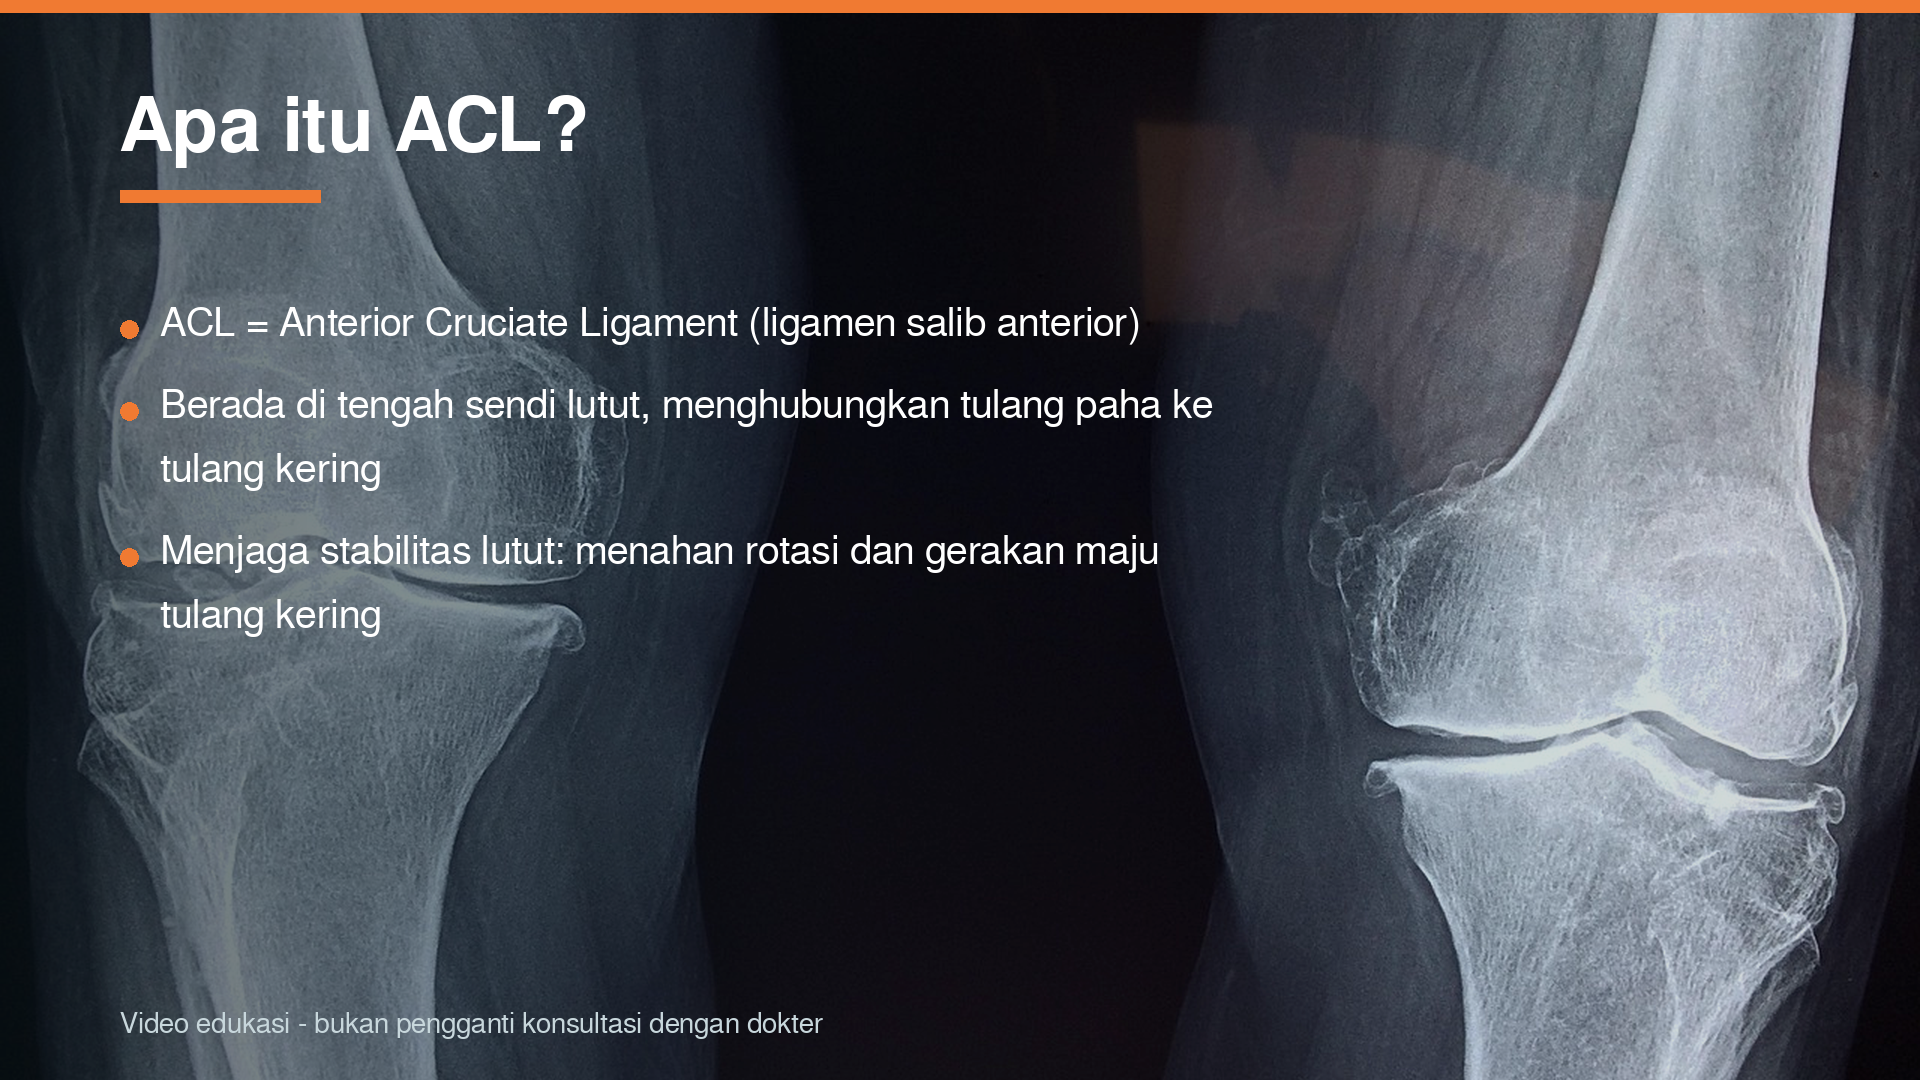 Apa itu ACL?
ACL = Anterior Cruciate Ligament (ligamen salib anterior)
Berada di tengah sendi lutut, menghubungkan tulang paha ke
tulang kering
Menjaga stabilitas lutut: menahan rotasi dan gerakan maju
tulang kering
Video edukasi - bukan pengganti konsultasi dengan dokter